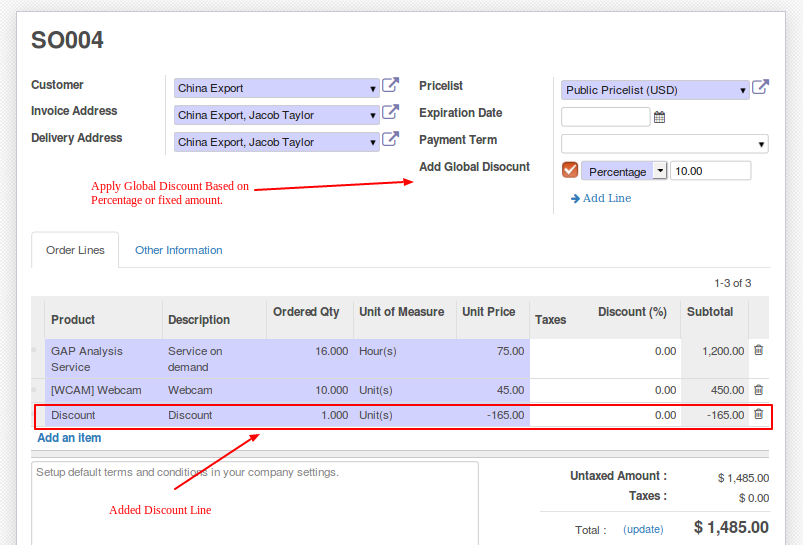 SO004
Customer
China Export
Pricelist
Public Pricelist (USD)
Invoice Address
China Export, Jacob Taylor
Expiration Date
Delivery Address
China Export, Jacob Taylor
Payment Term
Add Global Disocunt
Percentage
10.00
Add Line
Apply Global Discount Based on
Percentage or fixed amount.
Order Lines
Other Information
1-3 of 3
Product Description Ordered Qty Unit of Measure Unit Price Taxes Discount (%) Subtotal
GAP Analysis Service on 16.000 Hour(s) 75.00 0.00 1,200.00
Service demand
[WCAM] Webcam Webcam 10.000 Unit(s) 45.00 0.00 450.00
Discount Discount 1.000 Unit(s) -165.00 0.00 -165.00
Add an item
Setup default terms and conditions in your company settings.
Added Discount Line
Untaxed Amount : $ 1,485.00
Taxes : $ 0.00
Total : (update) $ 1,485.00